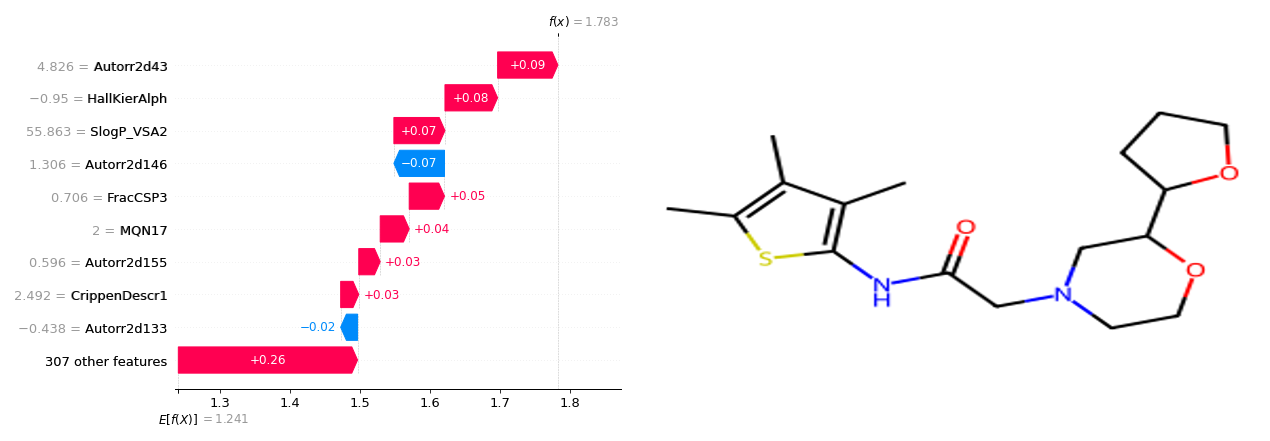 f(x) = 1.783
4.826 = Autorr2d43
+0.09
−0.95 = HallKierAlph
+0.08
55.863 = SlogP_VSA2
+0.07
1.306 = Autorr2d146
−0.07
0.706 = FracCSP3
+0.05
2 = MQN17
+0.04
0.596 = Autorr2d155
+0.03
2.492 = CrippenDescr1
+0.03
−0.438 = Autorr2d133
−0.02
307 other features
+0.26
1.3 1.4 1.5 1.6 1.7 1.8
E[f(X)] = 1.241
O
O
O
N
N
H
S